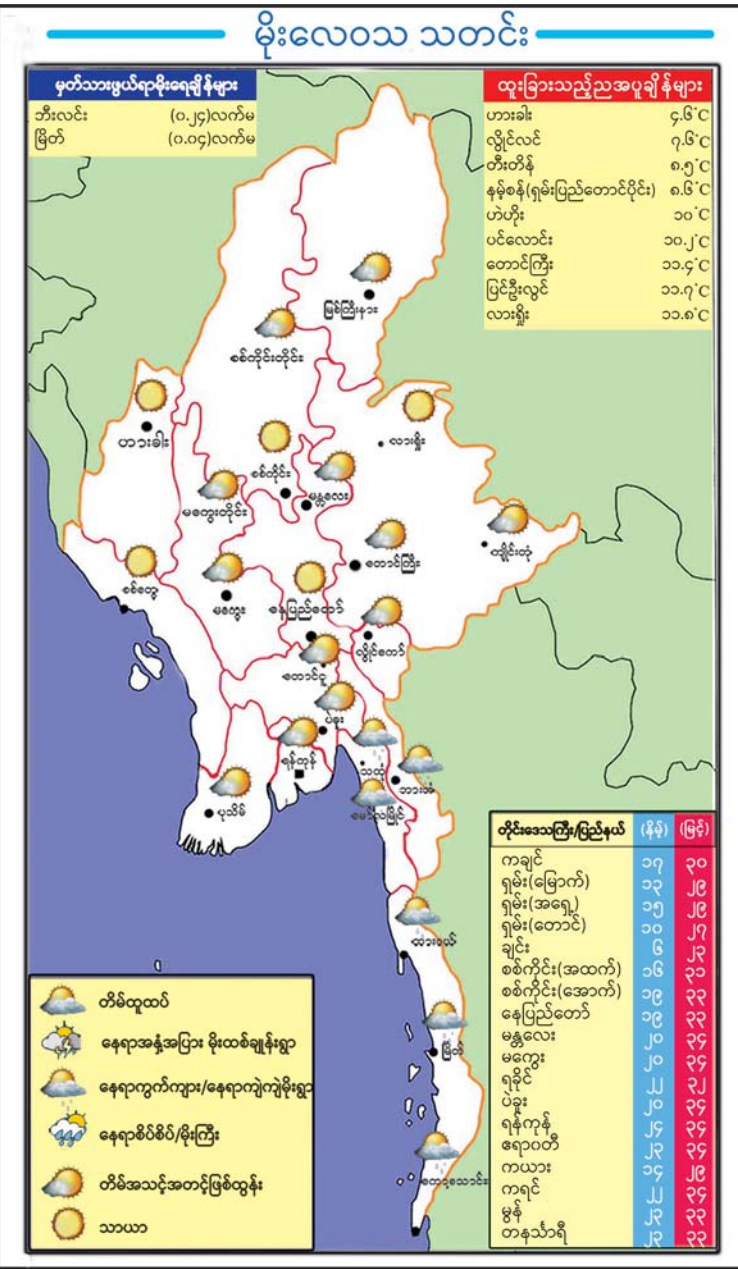 မိုးလေဝသ သတင်း
မှတ်သားဖွယ်ရာမိုးရေချိန်များ
ဘီးလင်း (၀.၂၄)လက်မ
မြိတ် (၀.၀၄)လက်မ
ထူးခြားသည့်ညအပူချိန်များ
ဟားခါး ၄.၆°C
လွိုင်လင် ၇.၆°C
တီးတိန် ၈.၅°C
နမ့်စန်(ရှမ်းပြည်တောင်ပိုင်း) ၈.၆°C
ဟဲဟိုး ၁၀°C
ပင်လောင်း ၁၀.၂°C
တောင်ကြီး ၁၁.၄°C
ပြင်ဦးလွင် ၁၁.၇°C
လားရှိုး ၁၁.၈°C
မြစ်ကြီးနား
စစ်ကိုင်းတိုင်း
ဟားခါး
လားရှိုး
စစ်ကိုင်း
မန္တလေး
မကွေးတိုင်း
ကျိုင်းတုံ
တောင်ကြီး
စစ်တွေ
မကွေး
နေပြည်တော်
လွိုင်ကော်
တောင်ငူ
ပဲခူး
ရန်ကုန်
သထုံ
ဘားအံ
မော်လမြိုင်
ပုသိမ်
ထားဝယ်
မြိတ်
ကော့သောင်း
တိမ်ထူထပ်
နေရာအနှံ့အပြား မိုးထစ်ချုန်းရွာ
နေရာကွက်ကျား/နေရာကျဲကျဲမိုးရွာ
နေရာစိပ်စိပ်/မိုးကြီး
တိမ်အသင့်အတင့်ဖြစ်ထွန်း
သာယာ
တိုင်းဒေသကြီး/ပြည်နယ် (နိမ့်) (မြင့်)
ကချင် ၁၇ ၃၀
ရှမ်း(မြောက်) ၁၃ ၂၉
ရှမ်း(အရှေ့) ၁၅ ၂၉
ရှမ်း(တောင်) ၁၀ ၂၇
ချင်း ၆ ၂၃
စစ်ကိုင်း(အထက်) ၁၆ ၃၁
စစ်ကိုင်း(အောက်) ၁၉ ၃၃
နေပြည်တော် ၁၉ ၃၃
မန္တလေး ၂၀ ၃၄
မကွေး ၂၀ ၃၄
ရခိုင် ၂၂ ၃၂
ပဲခူး ၂၀ ၃၄
ရန်ကုန် ၂၄ ၃၄
ဧရာဝတီ ၂၃ ၃၄
ကယား ၁၄ ၂၉
ကရင် ၂၂ ၃၄
မွန် ၂၃ ၃၃
တနင်္သာရီ ၂၃ ၃၃